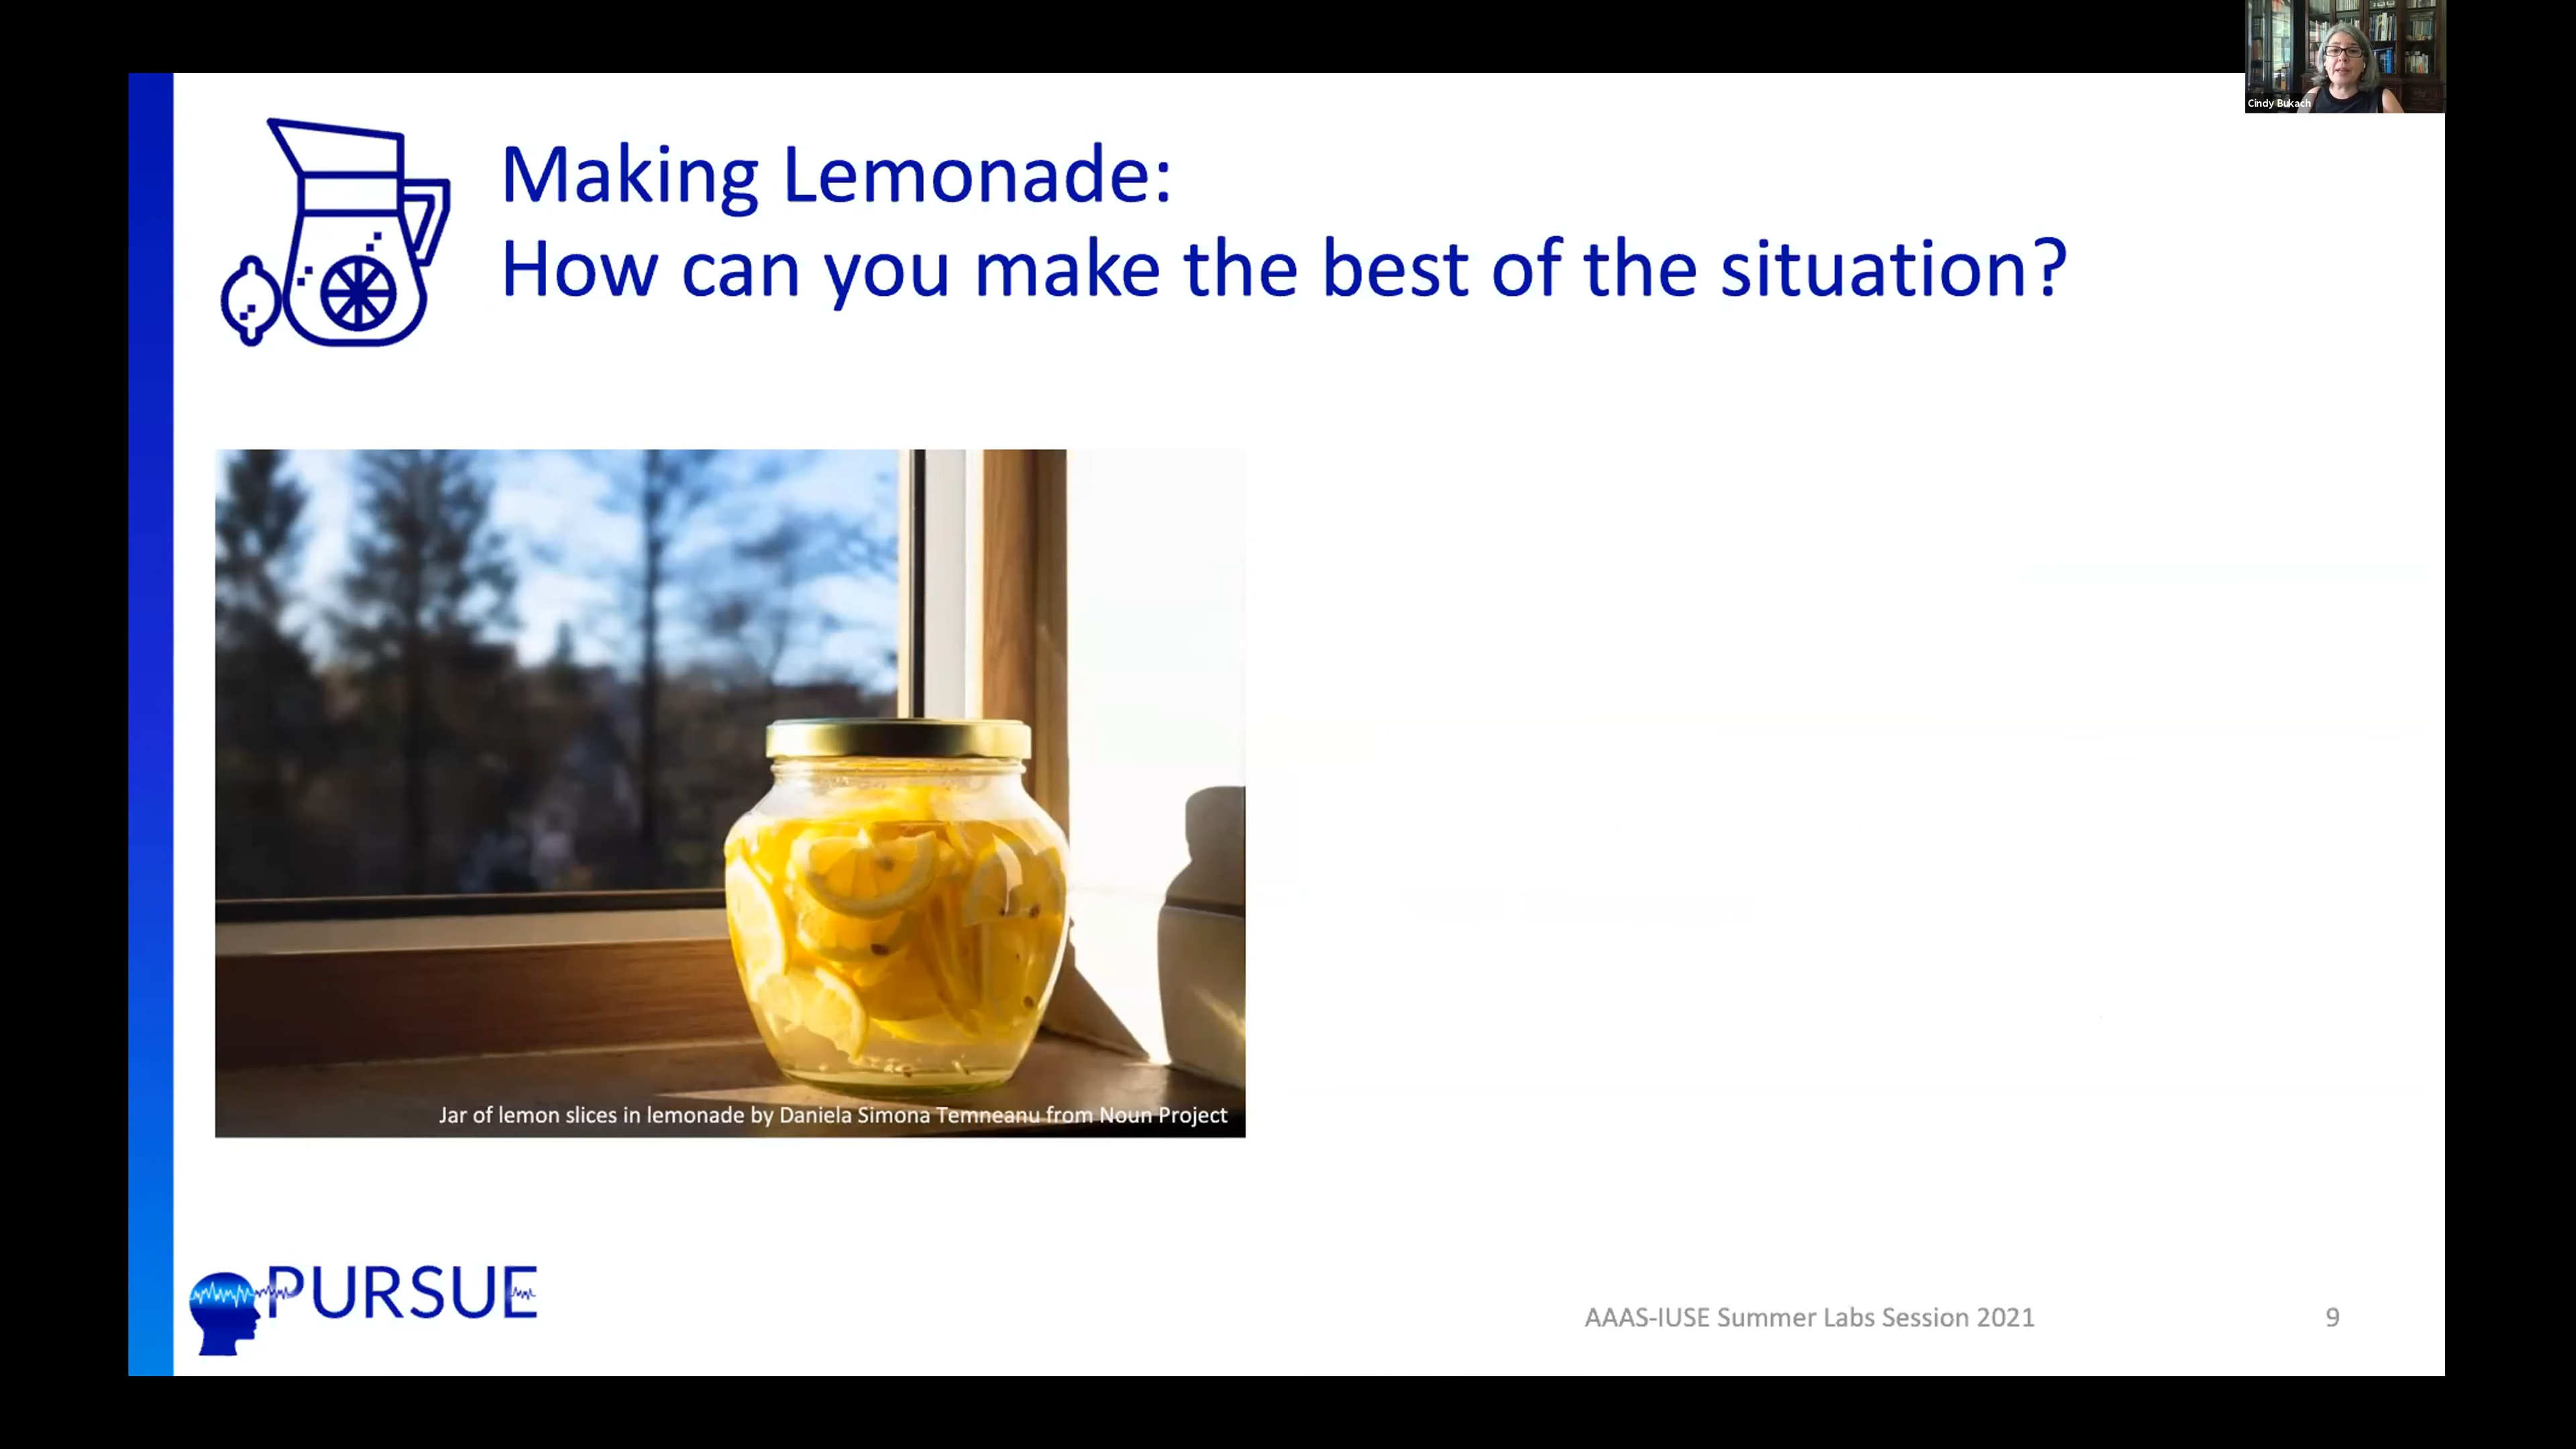 Cindy Bukach
Making Lemonade:
How can you make the best of the situation?
Jar of lemon slices in lemonade by Daniela Simona Temneanu from Noun Project
PURSUE
AAAS-IUSE Summer Labs Session 2021
9